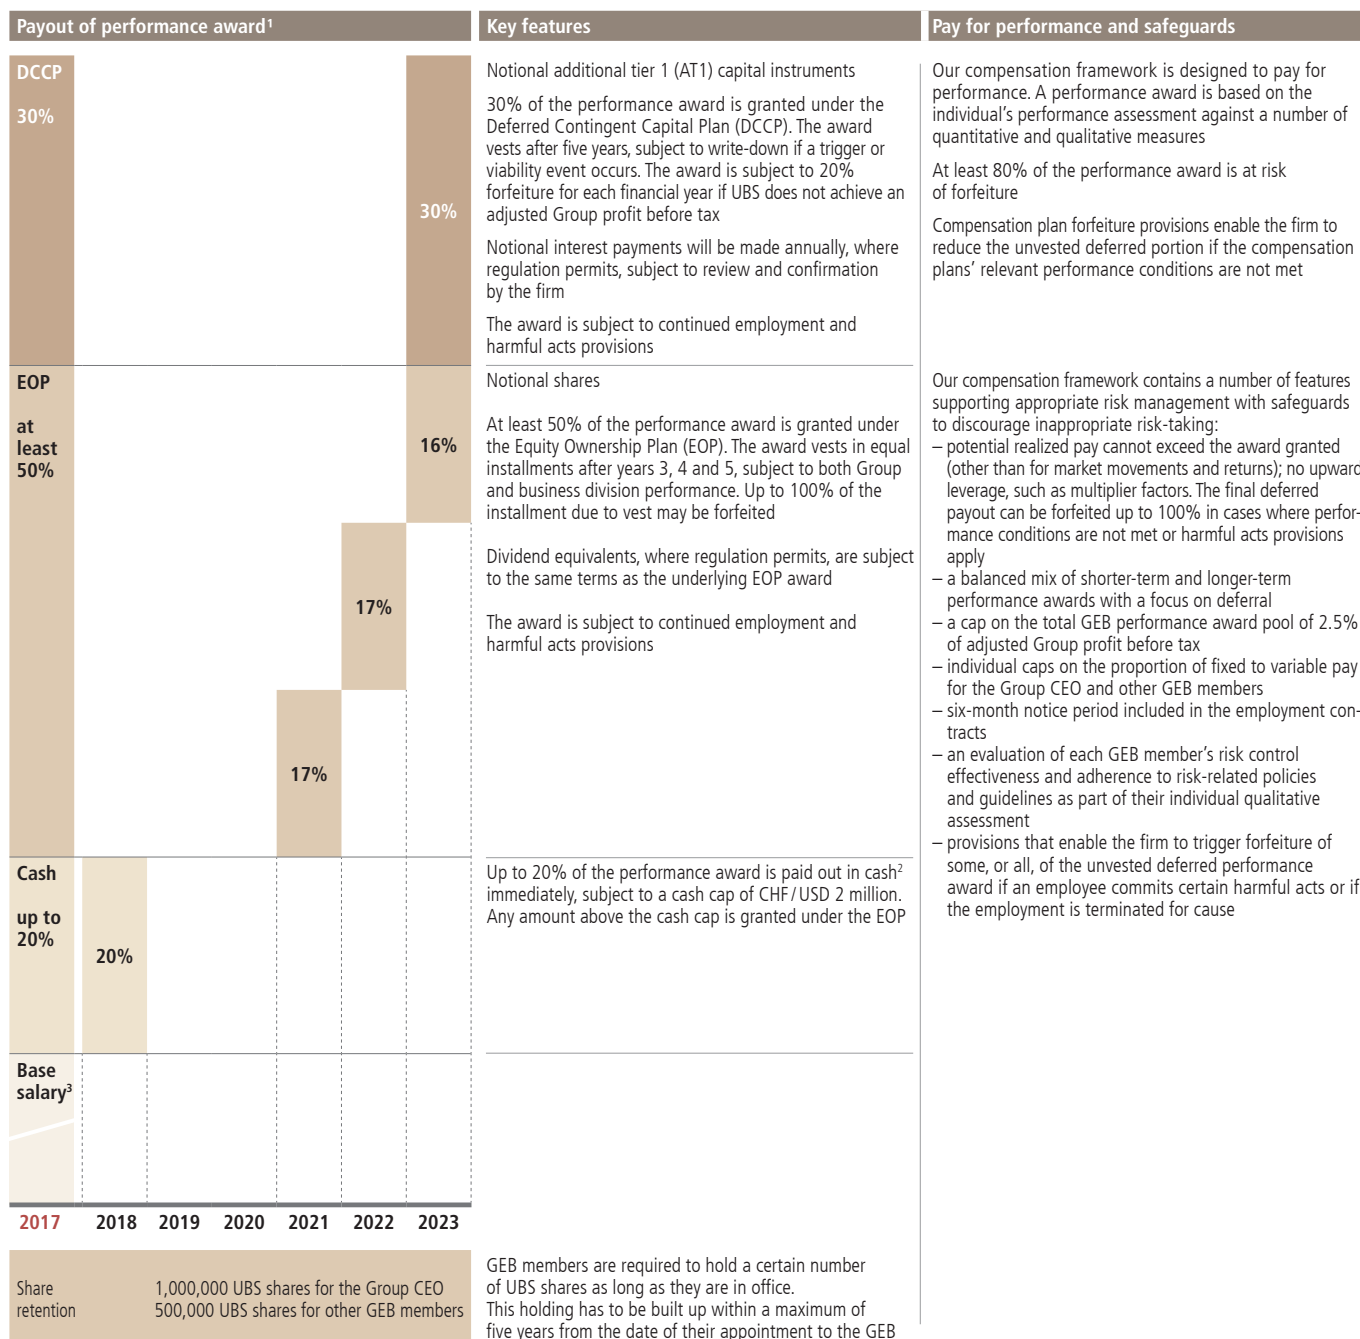 Payout of performance award¹
DCCP
30%
30%
EOP
at
least
50%
16%
17%
17%
Cash
up to
20%
20%
Base
salary³
2017 2018 2019 2020 2021 2022 2023
Share
retention
1,000,000 UBS shares for the Group CEO
500,000 UBS shares for other GEB members
Key features
Notional additional tier 1 (AT1) capital instruments
30% of the performance award is granted under the
Deferred Contingent Capital Plan (DCCP). The award
vests after five years, subject to write-down if a trigger or
viability event occurs. The award is subject to 20%
forfeiture for each financial year if UBS does not achieve an
adjusted Group profit before tax
Notional interest payments will be made annually, where
regulation permits, subject to review and confirmation
by the firm
The award is subject to continued employment and
harmful acts provisions
Notional shares
At least 50% of the performance award is granted under
the Equity Ownership Plan (EOP). The award vests in equal
installments after years 3, 4 and 5, subject to both Group
and business division performance. Up to 100% of the
installment due to vest may be forfeited
Dividend equivalents, where regulation permits, are subject
to the same terms as the underlying EOP award
The award is subject to continued employment and
harmful acts provisions
Up to 20% of the performance award is paid out in cash²
immediately, subject to a cash cap of CHF / USD 2 million.
Any amount above the cash cap is granted under the EOP
GEB members are required to hold a certain number
of UBS shares as long as they are in office.
This holding has to be built up within a maximum of
five years from the date of their appointment to the GEB
Pay for performance and safeguards
Our compensation framework is designed to pay for
performance. A performance award is based on the
individual's performance assessment against a number of
quantitative and qualitative measures
At least 80% of the performance award is at risk
of forfeiture
Compensation plan forfeiture provisions enable the firm to
reduce the unvested deferred portion if the compensation
plans' relevant performance conditions are not met
Our compensation framework contains a number of features
supporting appropriate risk management with safeguards
to discourage inappropriate risk-taking:
– potential realized pay cannot exceed the award granted
(other than for market movements and returns); no upward
leverage, such as multiplier factors. The final deferred
payout can be forfeited up to 100% in cases where perfor-
mance conditions are not met or harmful acts provisions
apply
– a balanced mix of shorter-term and longer-term
performance awards with a focus on deferral
– a cap on the total GEB performance award pool of 2.5%
of adjusted Group profit before tax
– individual caps on the proportion of fixed to variable pay
for the Group CEO and other GEB members
– six-month notice period included in the employment con-
tracts
– an evaluation of each GEB member's risk control
effectiveness and adherence to risk-related policies
and guidelines as part of their individual qualitative
assessment
– provisions that enable the firm to trigger forfeiture of
some, or all, of the unvested deferred performance
award if an employee commits certain harmful acts or if
the employment is terminated for cause